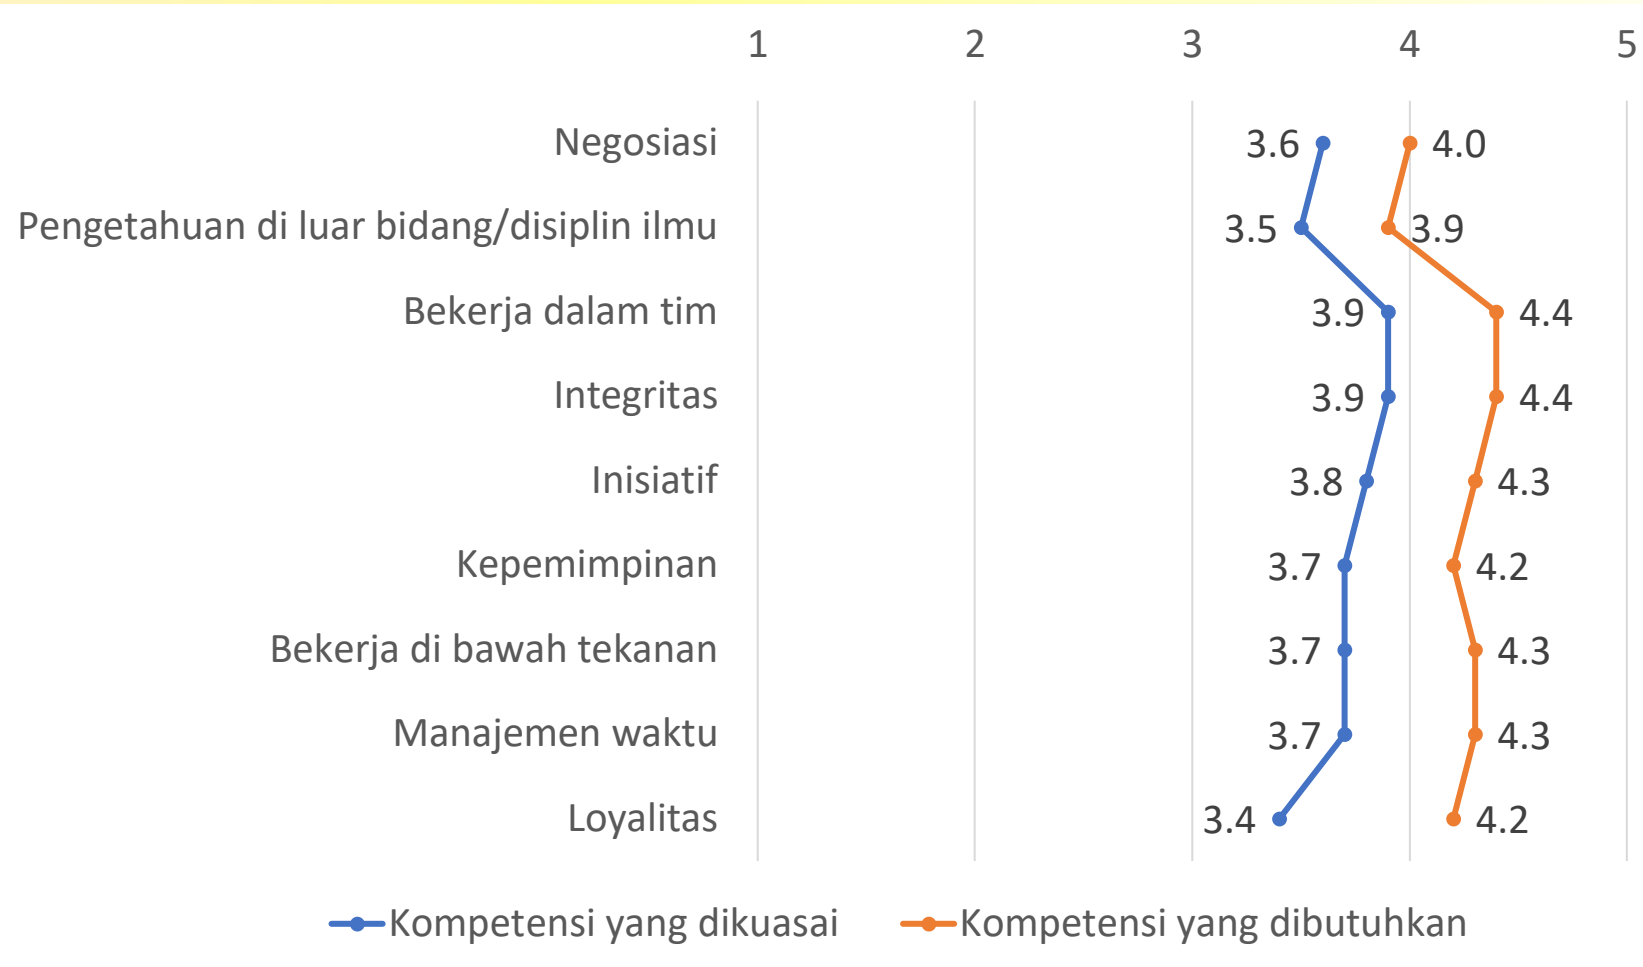 1 2 3 4 5
Negosiasi 3.6 4.0
Pengetahuan di luar bidang/disiplin ilmu 3.5 3.9
Bekerja dalam tim 3.9 4.4
Integritas 3.9 4.4
Inisiatif 3.8 4.3
Kepemimpinan 3.7 4.2
Bekerja di bawah tekanan 3.7 4.3
Manajemen waktu 3.7 4.3
Loyalitas 3.4 4.2
Kompetensi yang dikuasai Kompetensi yang dibutuhkan